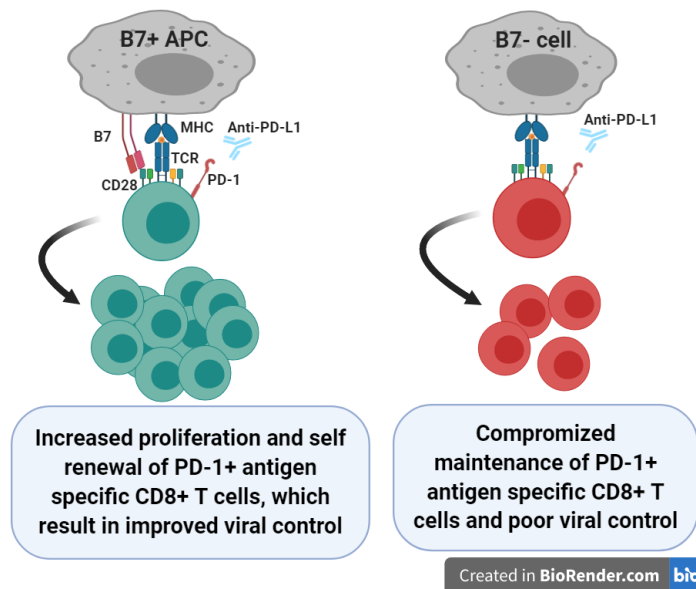 B7+ APC
B7
MHC
Anti-PD-L1
TCR
CD28
PD-1
Increased proliferation and self
renewal of PD-1+ antigen
specific CD8+ T cells, which
result in improved viral control
B7- cell
Anti-PD-L1
Compromized
maintenance of PD-1+
antigen specific CD8+ T
cells and poor viral control
Created in BioRender.com
bio